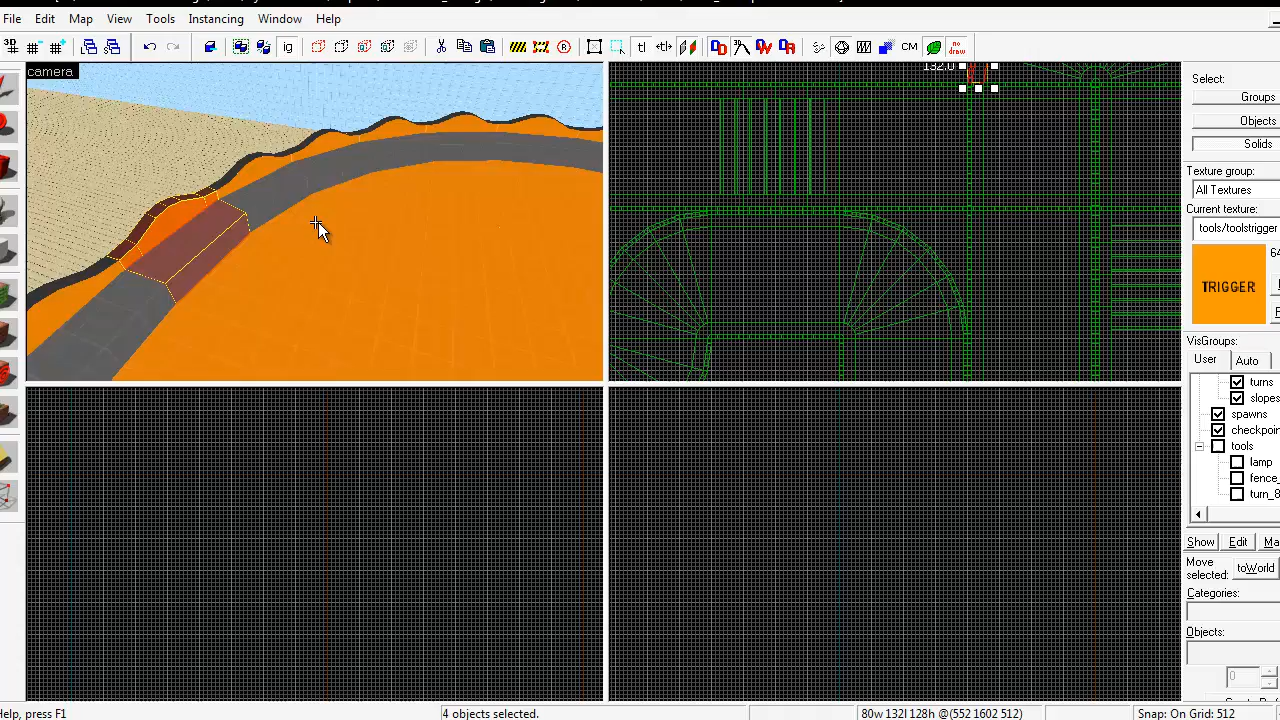 File Edit Map View Tools Instancing Window Help
camera
132.0
Select:
Groups
Objects
Solids
Texture group:
All Textures
Current texture:
tools/toolstrigger
TRIGGER
64
VisGroups:
User Auto
turns
slopes
spawns
checkpoin
tools
lamp
fence_
turn_8
Show Edit Ma
Move
selected:
toWorld
Categories:
Objects:
0
Help, press F1
4 objects selected.
80w 132l 128h @(552 1602 512)
Snap: On Grid: 512